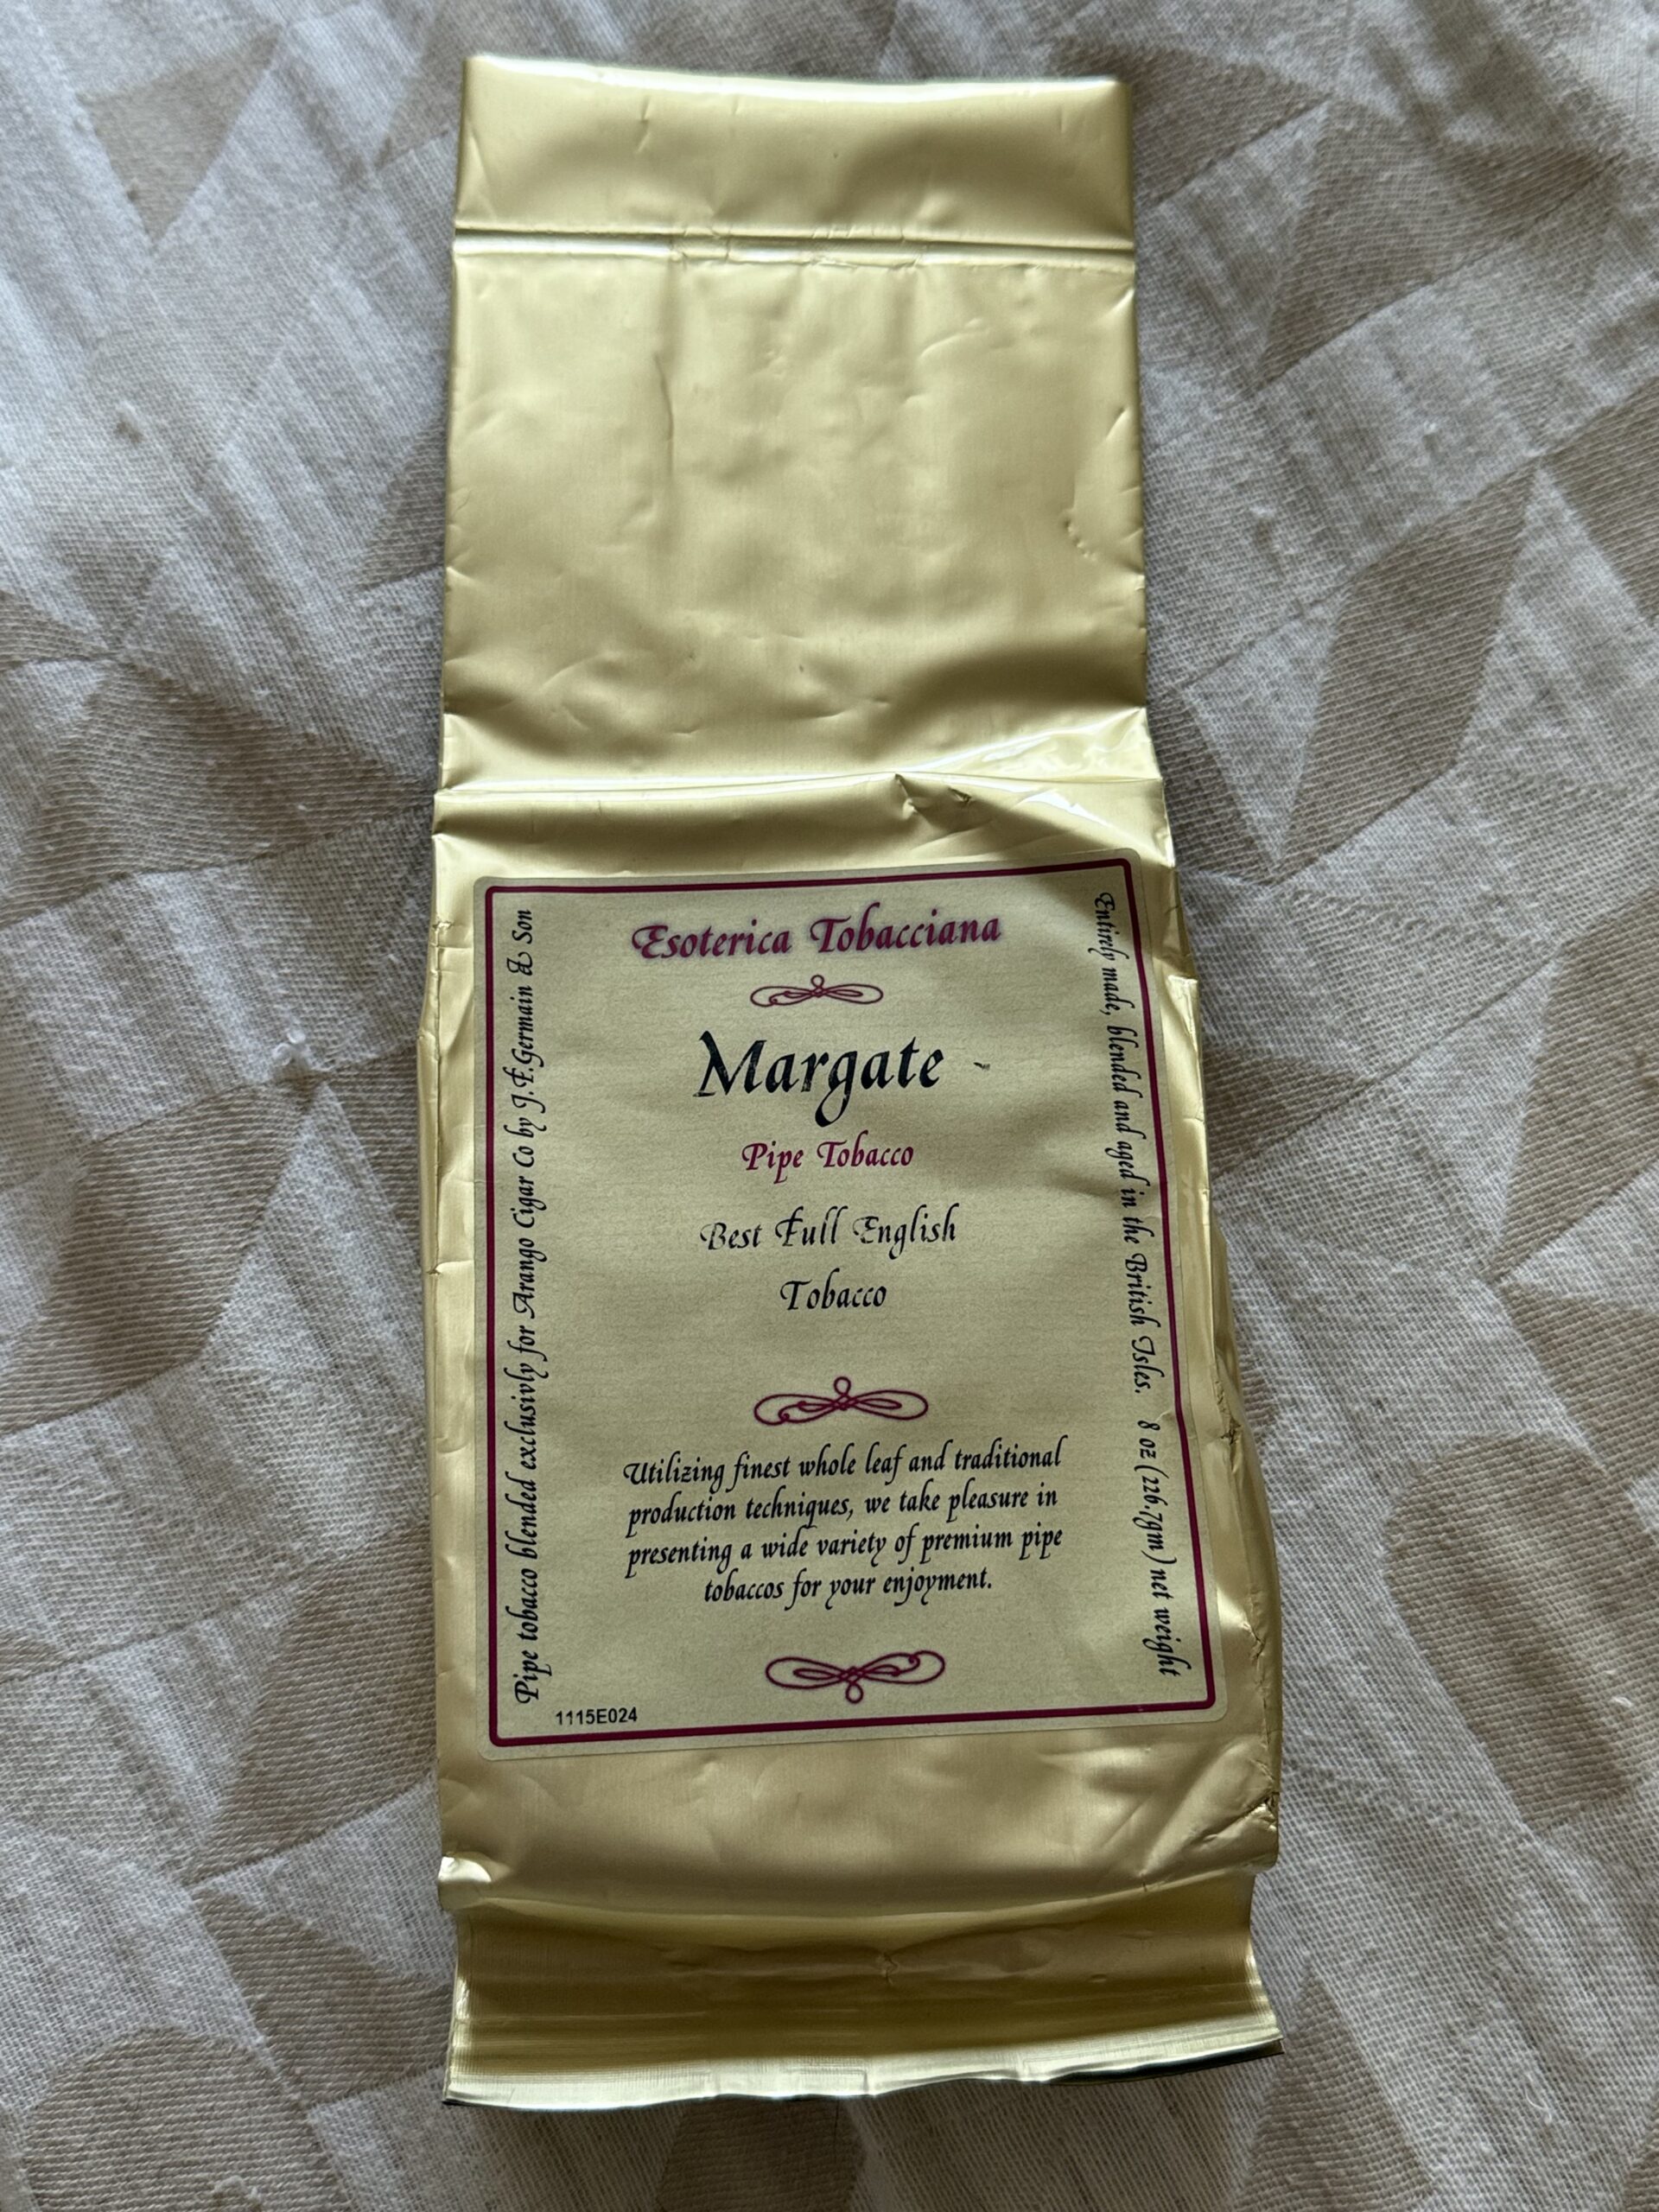 Esoterica Tobacciana
Margate
Pipe Tobacco
Best Full English
Tobacco
Utilizing finest whole leaf and traditional
production techniques, we take pleasure in
presenting a wide variety of premium pipe
tobaccos for your enjoyment.
Pipe tobacco blended exclusivly for Arango Cigar Co by J.F.Germain & Son
Entirely made, blended and aged in the British Isles. 8 oz (226.7gm) net weight
1115E024